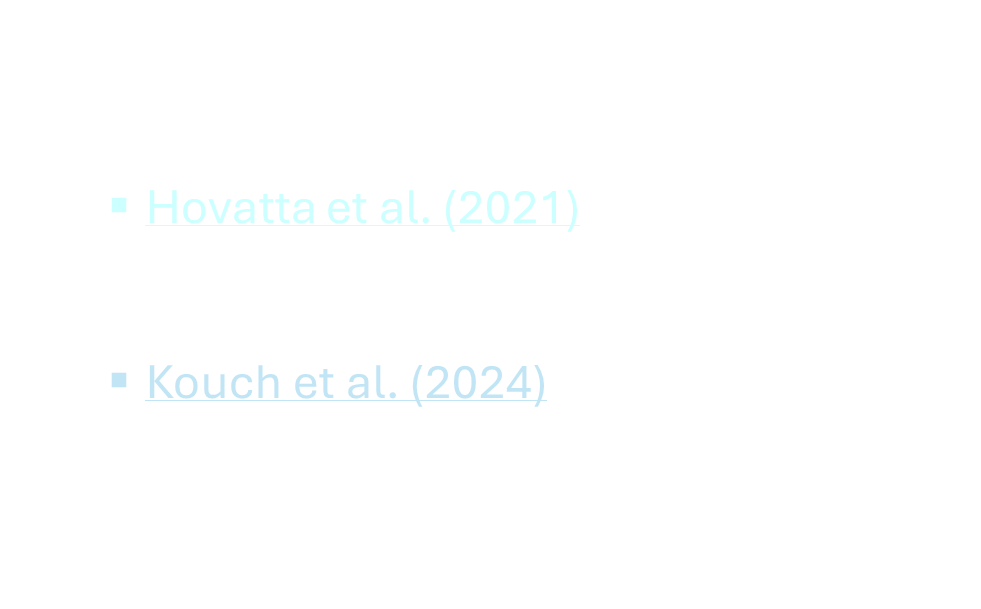 ▪ Hovatta et al. (2021)
▪ Kouch et al. (2024)